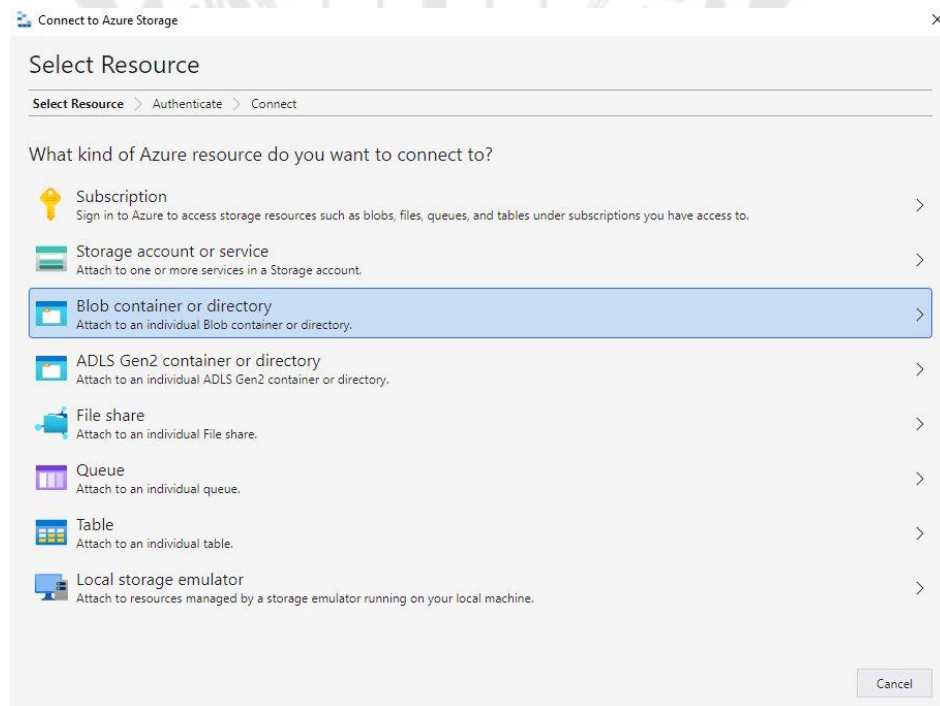 Connect to Azure Storage
Select Resource
Select Resource > Authenticate > Connect
What kind of Azure resource do you want to connect to?
Subscription
Sign in to Azure to access storage resources such as blobs, files, queues, and tables under subscriptions you have access to.
Storage account or service
Attach to one or more services in a Storage account.
Blob container or directory
Attach to an individual Blob container or directory.
ADLS Gen2 container or directory
Attach to an individual ADLS Gen2 container or directory.
File share
Attach to an individual File share.
Queue
Attach to an individual queue.
Table
Attach to an individual table.
Local storage emulator
Attach to resources managed by a storage emulator running on your local machine.
Cancel